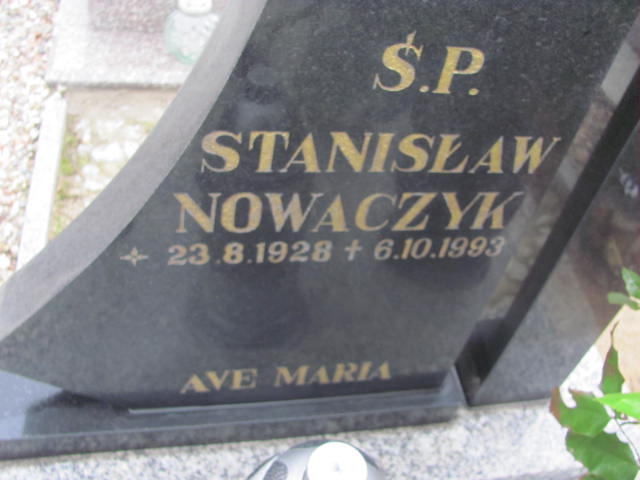 Ś.P.
STANISŁAW
NOWACZYK
✧ 23.8.1928 ✝ 6.10.1993
AVE MARIA